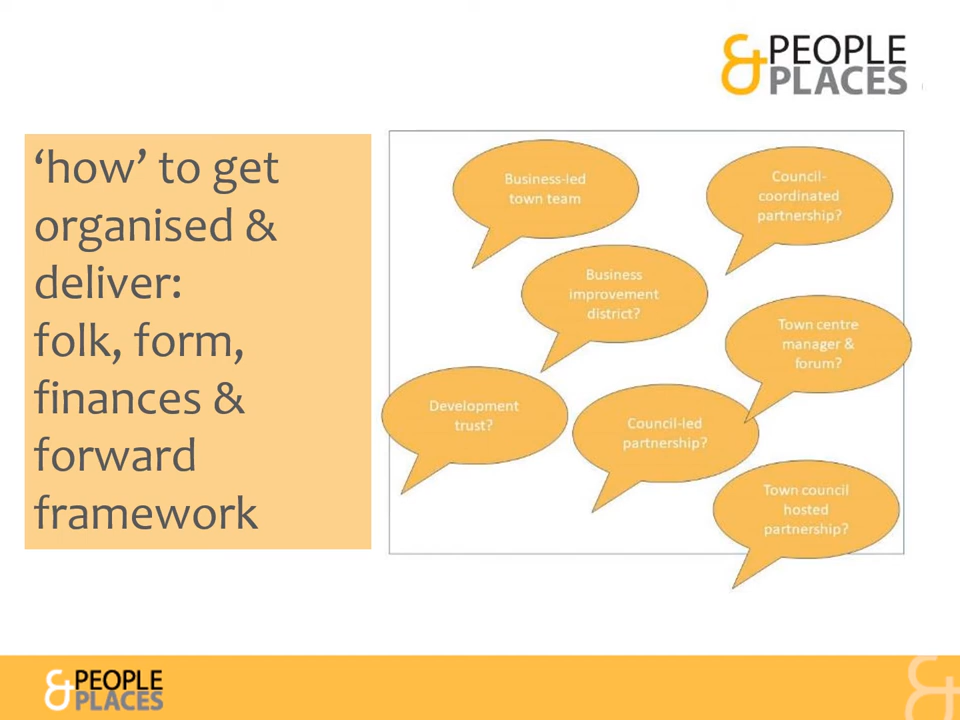 & PEOPLE
PLACES
‘how’ to get
organised &
deliver:
folk, form,
finances &
forward
framework
Business-led
town team
Council-
coordinated
partnership?
Business
improvement
district?
Town centre
manager &
forum?
Development
trust?
Council-led
partnership?
Town council
hosted
partnership?
& PEOPLE
PLACES
&